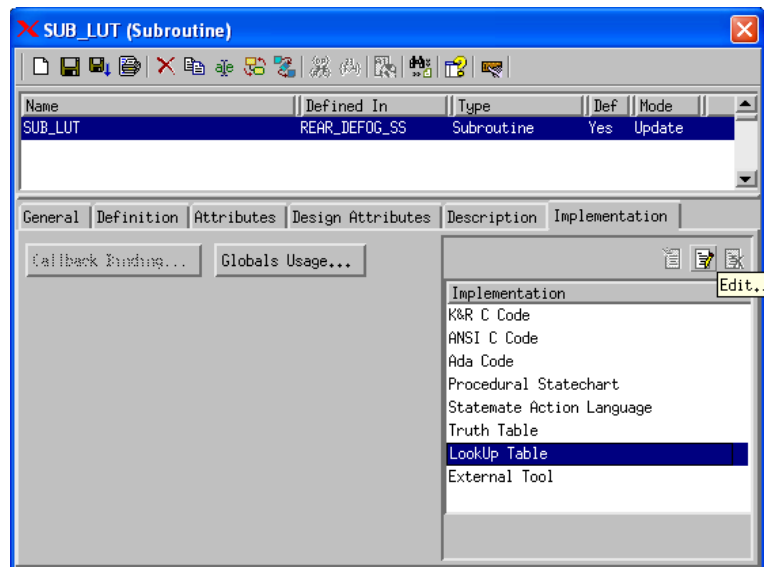 SUB_LUT (Subroutine)
Name Defined In Type Def Mode
SUB_LUT REAR_DEFOG_SS Subroutine Yes Update
General Definition Attributes Design Attributes Description Implementation
Callback Binding... Globals Usage...
Edit.
Implementation
K&R C Code
ANSI C Code
Ada Code
Procedural Statechart
Statemate Action Language
Truth Table
LookUp Table
External Tool